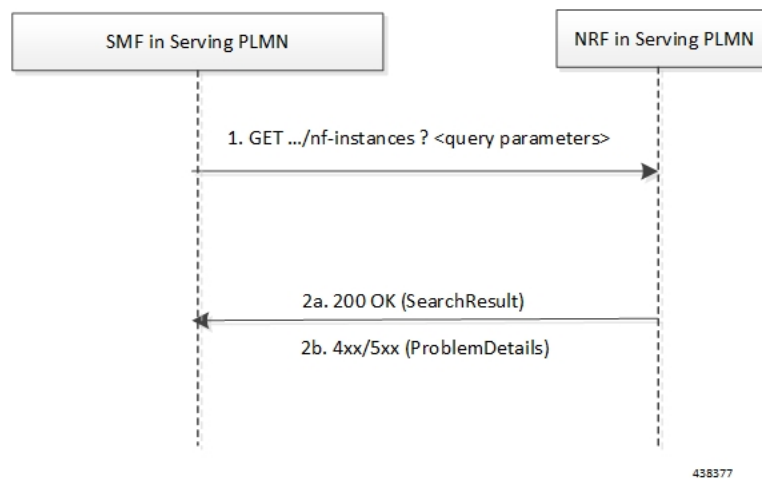 SMF in Serving PLMN
NRF in Serving PLMN
1. GET .../nf-instances ? <query parameters>
2a. 200 OK (SearchResult)
2b. 4xx/5xx (ProblemDetails)
438377